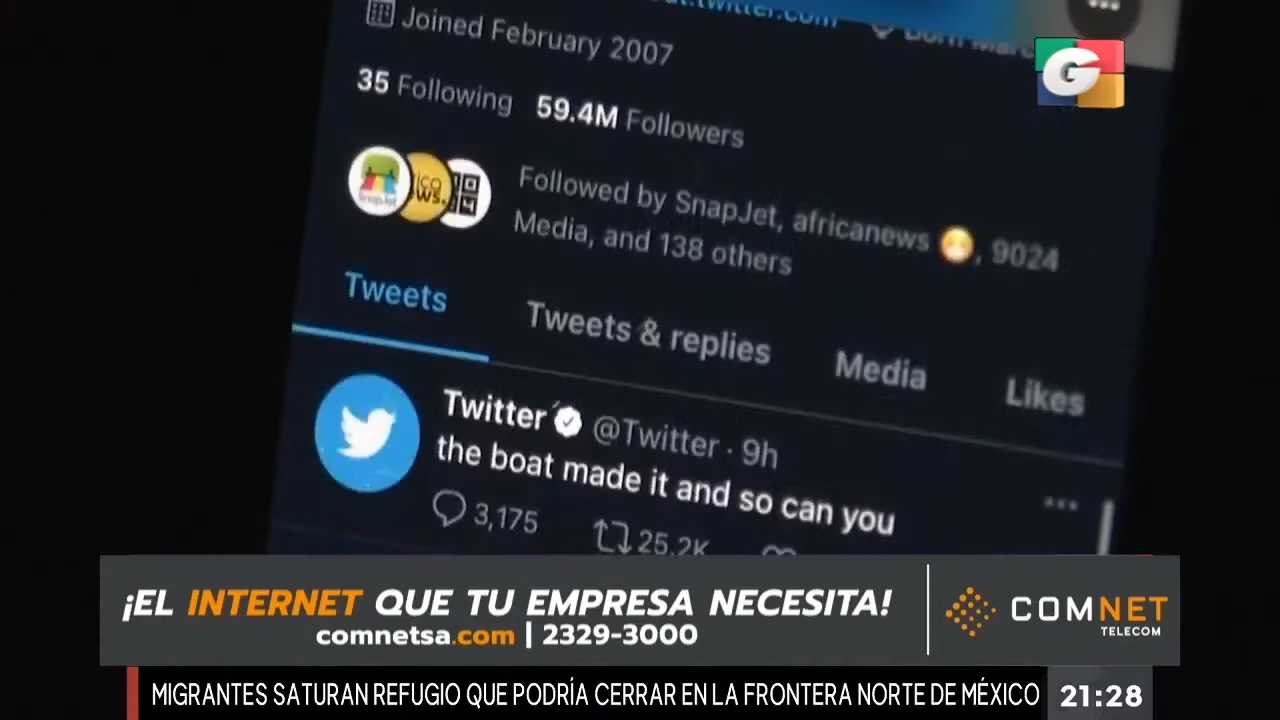 Joined February 2007
35 Following 59.4M Followers
Followed by SnapJet, africanews 😁, 9024
Media, and 138 others
Tweets
Tweets & replies
Media
Likes
Twitter @Twitter · 9h
the boat made it and so can you
3,175
25.2K
G
¡EL INTERNET QUE TU EMPRESA NECESITA!
comnetsa.com | 2329-3000
COMNET
TELECOM
MIGRANTES SATURAN REFUGIO QUE PODRÍA CERRAR EN LA FRONTERA NORTE DE MÉXICO
21:28